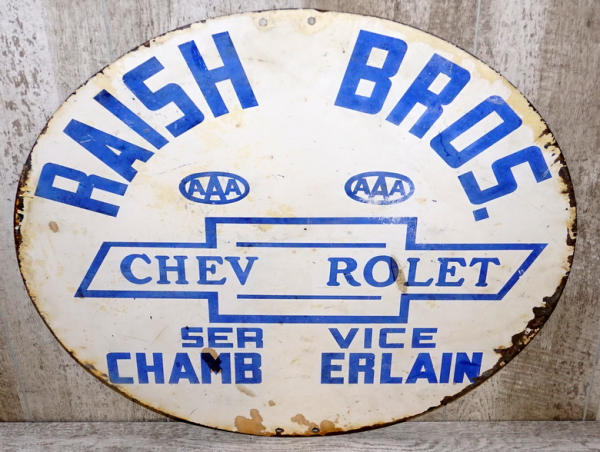 RAISH BROS.
AAA AAA
CHEV ROLET
SER VICE
CHAMB ERLAIN